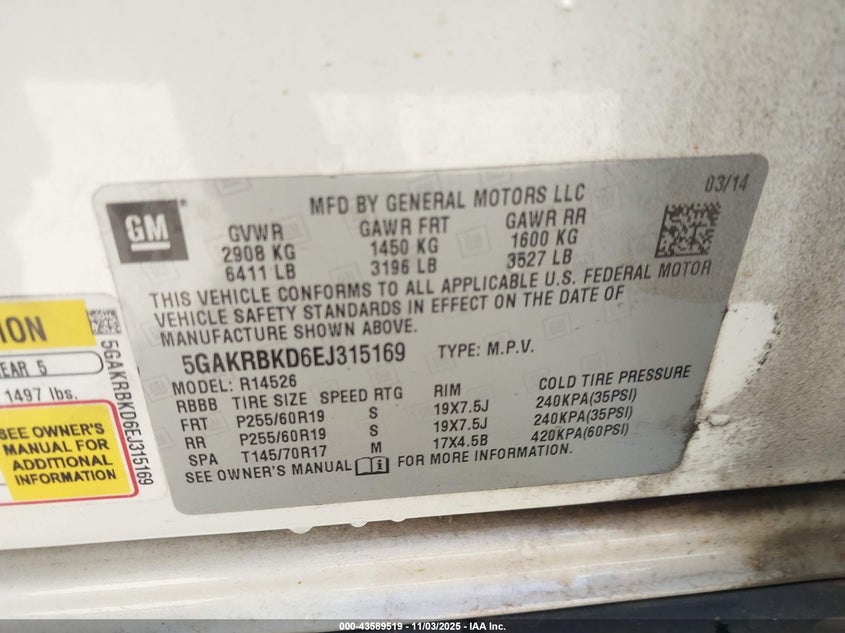 GM
MFD BY GENERAL MOTORS LLC
03/14
GVWR GAWR FRT GAWR RR
2908 KG 1450 KG 1600 KG
6411 LB 3196 LB 3527 LB
THIS VEHICLE CONFORMS TO ALL APPLICABLE U.S. FEDERAL MOTOR
VEHICLE SAFETY STANDARDS IN EFFECT ON THE DATE OF
MANUFACTURE SHOWN ABOVE.
5GAKRBKD6EJ315169 TYPE: M.P.V.
MODEL: R14526
RBBB TIRE SIZE SPEED RTG RIM COLD TIRE PRESSURE
FRT P255/60R19 S 19X7.5J 240KPA(35PSI)
RR P255/60R19 S 19X7.5J 240KPA(35PSI)
SPA T145/70R17 M 17X4.5B 420KPA(60PSI)
SEE OWNER'S MANUAL FOR MORE INFORMATION.
ION
EAR 5
1497 lbs.
SEE OWNER'S
MANUAL FOR
ADDITIONAL
INFORMATION
5GAKRBKD6EJ315169
000-43589519 | 11/03/2025 | IAA Inc.